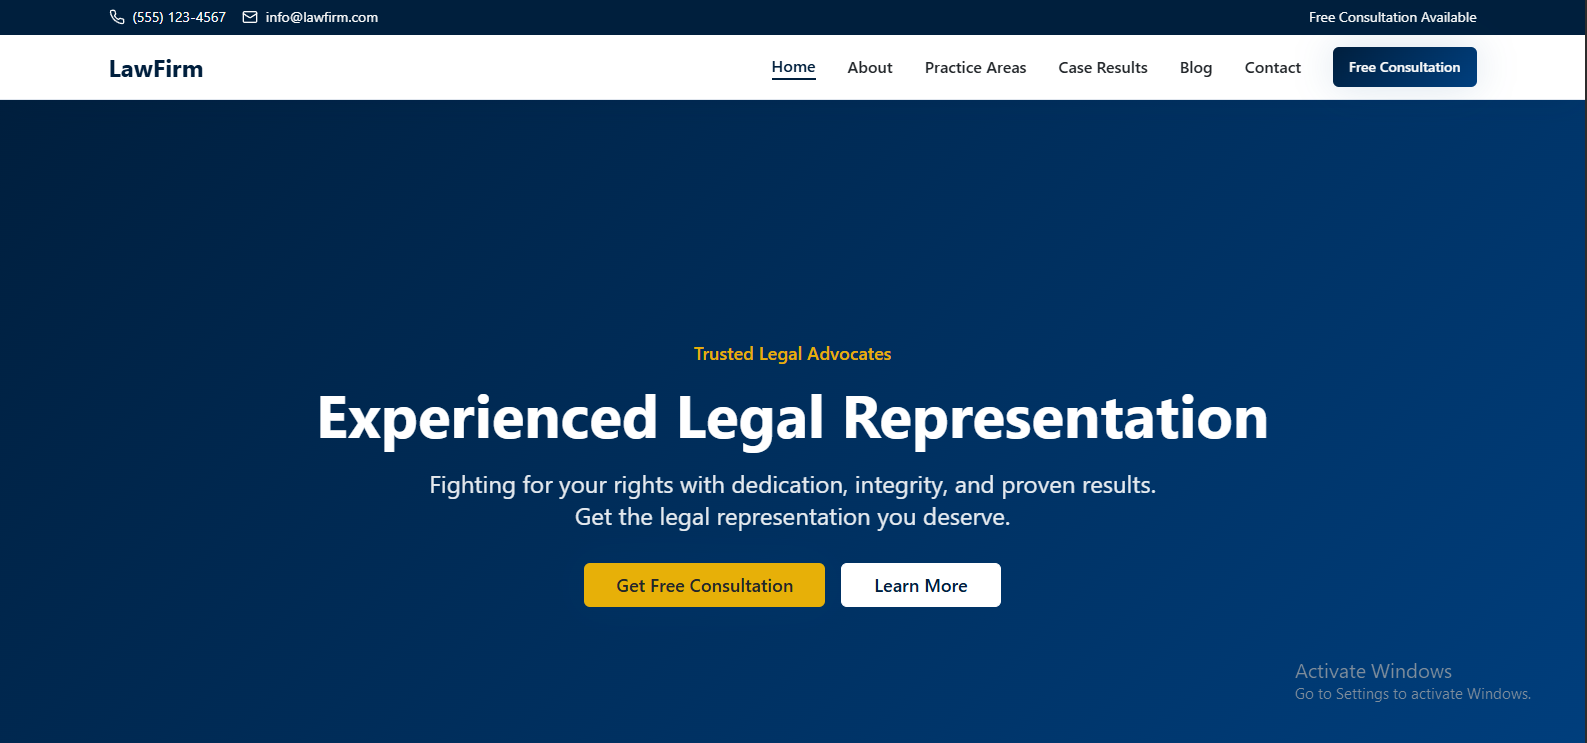 (555) 123-4567 info@lawfirm.com Free Consultation Available
LawFirm Home About Practice Areas Case Results Blog Contact Free Consultation
Trusted Legal Advocates
Experienced Legal Representation
Fighting for your rights with dedication, integrity, and proven results.
Get the legal representation you deserve.
Get Free Consultation Learn More
Activate Windows
Go to Settings to activate Windows.